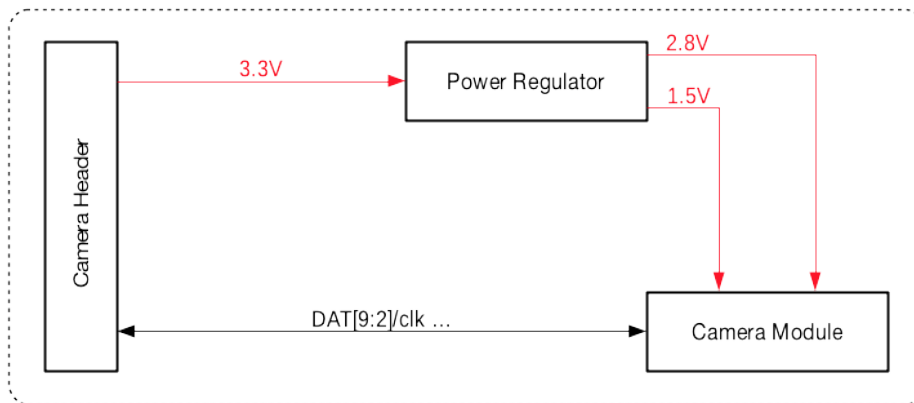 3.3V
Power Regulator
2.8V
1.5V
Camera Header
DAT[9:2]/clk ...
Camera Module